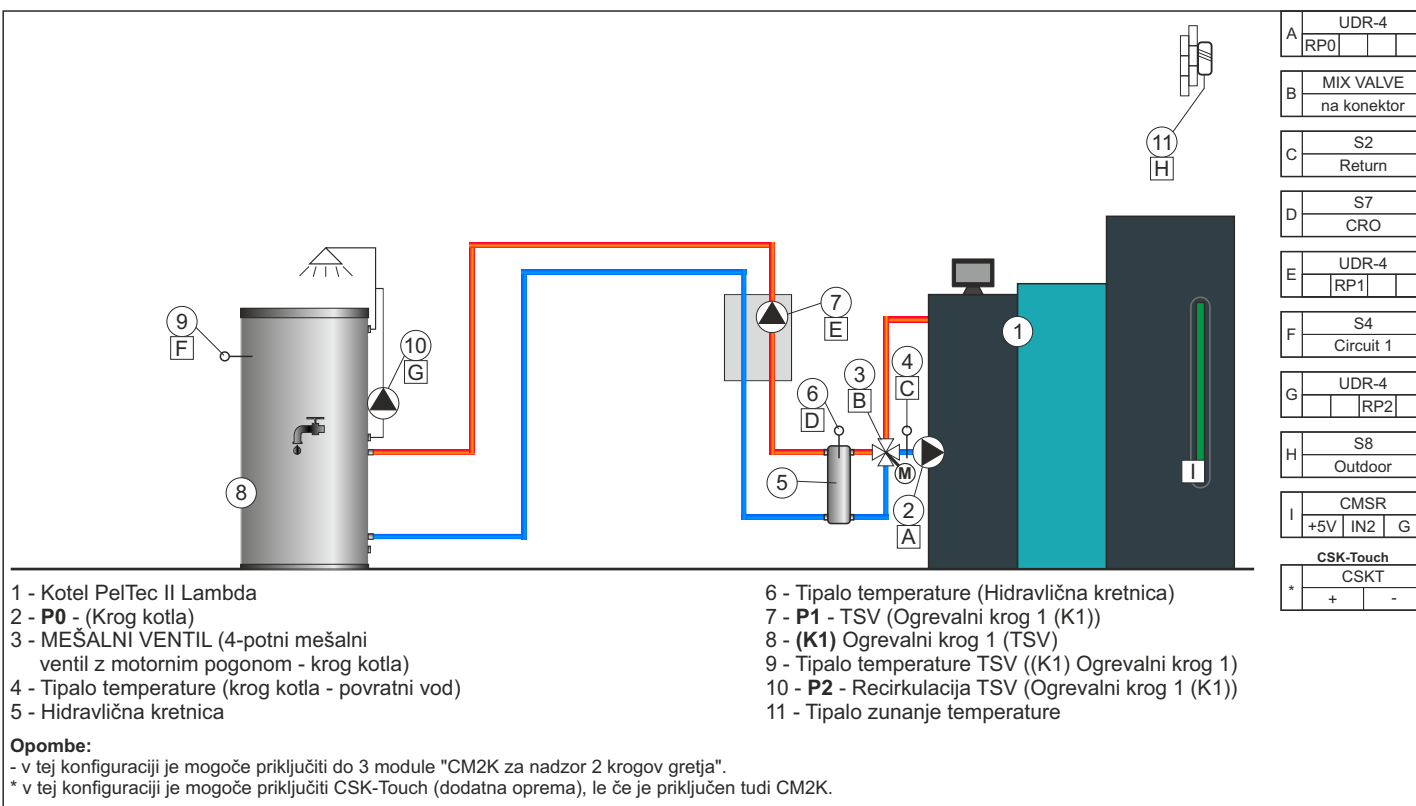 A UDR-4
RP0
B MIX VALVE
na konektor
C S2
Return
D S7
CRO
E UDR-4
RP1
F S4
Circuit 1
G UDR-4
RP2
H S8
Outdoor
I CMSR
+5V IN2 G
CSK-Touch
* CSKT
+ -
11
H
9
F
10
G
8
7
E
6
D
5
3
B
4
C
M
2
A
1
I
1 - Kotel PelTec II Lambda
2 - P0 - (Krog kotla)
3 - MEŠALNI VENTIL (4-potni mešalni
ventil z motornim pogonom - krog kotla)
4 - Tipalo temperature (krog kotla - povratni vod)
5 - Hidravlična kretnica
6 - Tipalo temperature (Hidravlična kretnica)
7 - P1 - TSV (Ogrevalni krog 1 (K1))
8 - (K1) Ogrevalni krog 1 (TSV)
9 - Tipalo temperature TSV ((K1) Ogrevalni krog 1)
10 - P2 - Recirkulacija TSV (Ogrevalni krog 1 (K1))
11 - Tipalo zunanje temperature
Opombe:
- v tej konfiguraciji je mogoče priključiti do 3 module "CM2K za nadzor 2 krogov gretja".
* v tej konfiguraciji je mogoče priključiti CSK-Touch (dodatna oprema), le če je priključen tudi CM2K.